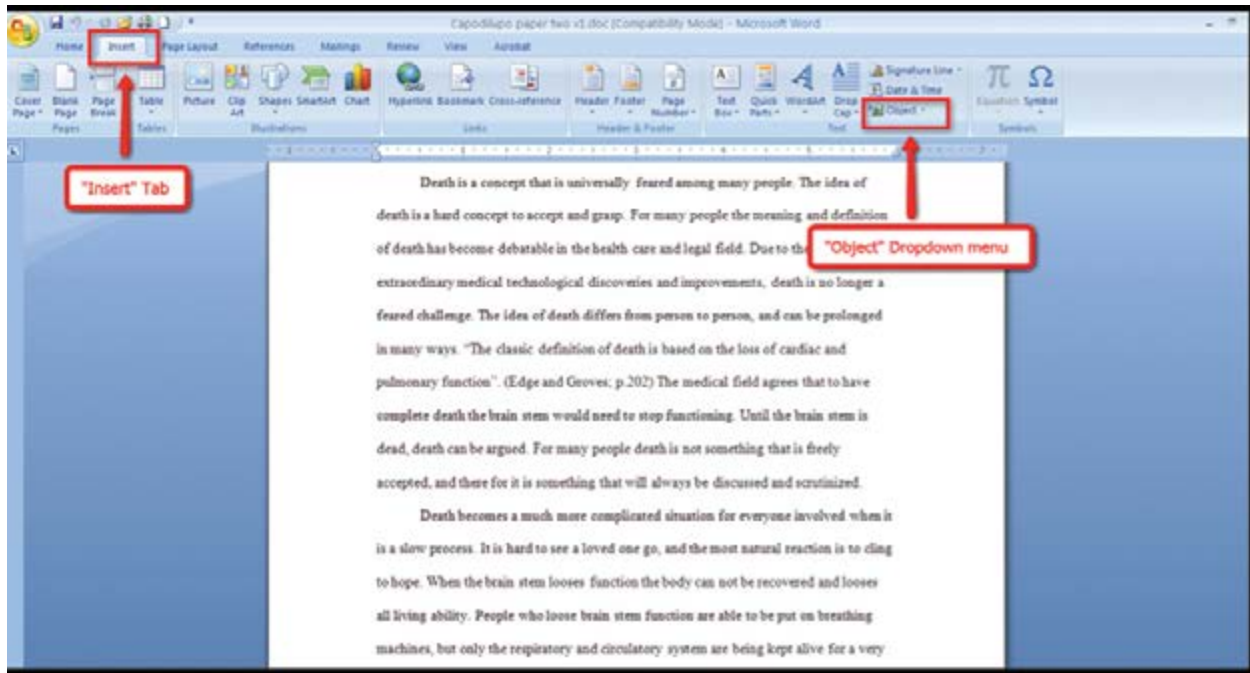 Capodilupo paper two v1.doc [Compatibility Mode] - Microsoft Word
Home Insert Page Layout References Mailings Review View Acrobat
Cover Page Blank Page Page Break Table Picture Clip Art Shapes SmartArt Chart Hyperlink Bookmark Cross-reference Header Footer Page Number Text Box Quick Parts WordArt Drop Cap Signature Line Date & Time Object Equation Symbol
Pages Tables Illustrations Links Header & Footer Text Symbols
"Insert" Tab
"Object" Dropdown menu
Death is a concept that is universally feared among many people. The idea of
death is a hard concept to accept and grasp. For many people the meaning and definition
of death has become debatable in the health care and legal field. Due to the
extraordinary medical technological discoveries and improvements, death is no longer a
feared challenge. The idea of death differs from person to person, and can be prolonged
in many ways. “The classic definition of death is based on the loss of cardiac and
pulmonary function”. (Edge and Groves; p.202) The medical field agrees that to have
complete death the brain stem would need to stop functioning. Until the brain stem is
dead, death can be argued. For many people death is not something that is freely
accepted, and there for it is something that will always be discussed and scrutinized.
Death becomes a much more complicated situation for everyone involved when it
is a slow process. It is hard to see a loved one go, and the most natural reaction is to cling
to hope. When the brain stem looses function the body can not be recovered and looses
all living ability. People who loose brain stem function are able to be put on breathing
machines, but only the respiratory and circulatory system are being kept alive for a very